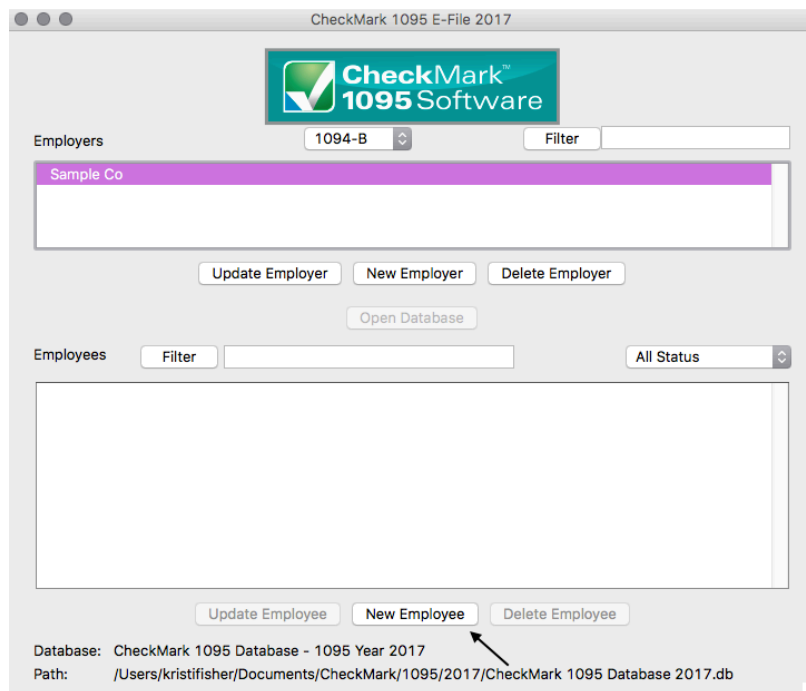 CheckMark 1095 E-File 2017
CheckMark™
1095 Software
Employers 1094-B Filter
Sample Co
Update Employer New Employer Delete Employer
Open Database
Employees Filter All Status
Update Employee New Employee Delete Employee
Database: CheckMark 1095 Database - 1095 Year 2017
Path: /Users/kristifisher/Documents/CheckMark/1095/2017/CheckMark 1095 Database 2017.db